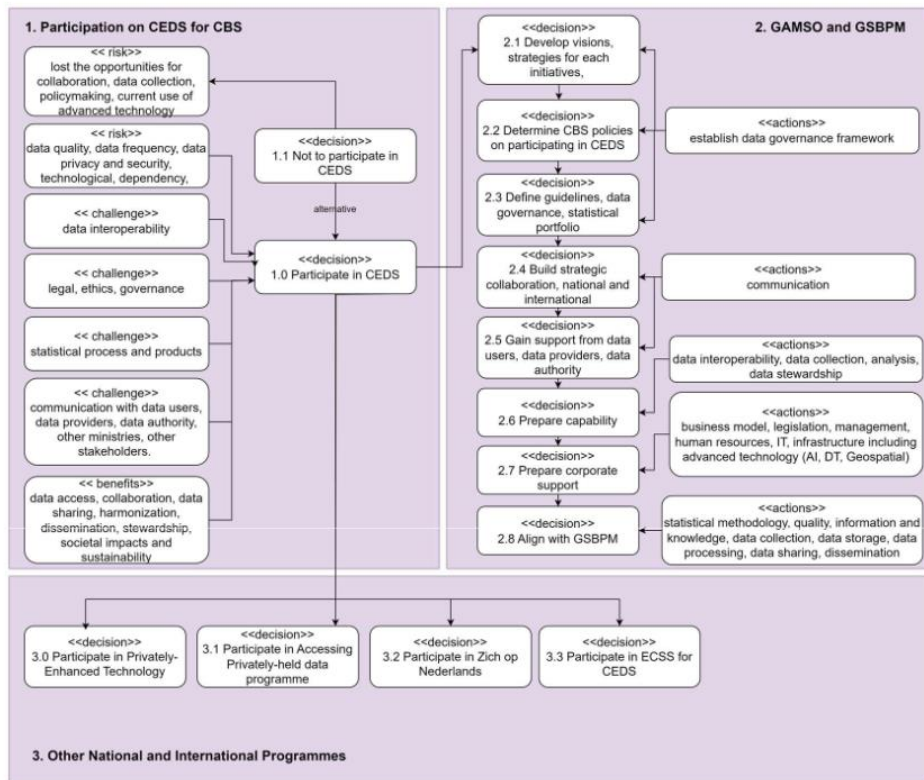 1. Participation on CEDS for CBS
<< risk>>
lost the opportunities for
collaboration, data collection,
policymaking, current use of
advanced technology
<< risk>>
data quality, data frequency, data
privacy and security,
technological, dependency,
<< challenge>>
data interoperability
<< challenge>>
legal, ethics, governance
<< challenge>>
statistical process and products
<< challenge>>
communication with data users,
data providers, data authority,
other ministries, other
stakeholders.
<< benefits>>
data access, collaboration, data
sharing, harmonization,
dissemination, stewardship,
societal impacts and
sustainability
<<decision>>
1.1 Not to participate in
CEDS
alternative
<<decision>>
1.0 Participate in CEDS
2. GAMSO and GSBPM
<<decision>>
2.1 Develop visions,
strategies for each
initiatives,
<<decision>>
2.2 Determine CBS policies
on participating in CEDS
<<decision>>
2.3 Define guidelines, data
governance, statistical
portfolio
<<decision>>
2.4 Build strategic
collaboration, national and
international
<<decision>>
2.5 Gain support from data
users, data providers, data
authority
<<decision>>
2.6 Prepare capability
<<decision>>
2.7 Prepare corporate
support
<<decision>>
2.8 Align with GSBPM
<<actions>>
establish data governance framework
<<actions>>
communication
<<actions>>
data interoperability, data collection, analysis,
data stewardship
<<actions>>
business model, legislation, management,
human resources, IT, infrastructure including
advanced technology (AI, DT, Geospatial)
<<actions>>
statistical methodology, quality, information and
knowledge, data collection, data storage, data
processing, data sharing, dissemination
<<decision>>
3.0 Participate in Privately-
Enhanced Technology
<<decision>>
3.1 Participate in Accessing
Privately-held data
programme
<<decision>>
3.2 Participate in Zich op
Nederlands
<<decision>>
3.3 Participate in ECSS for
CEDS
3. Other National and International Programmes